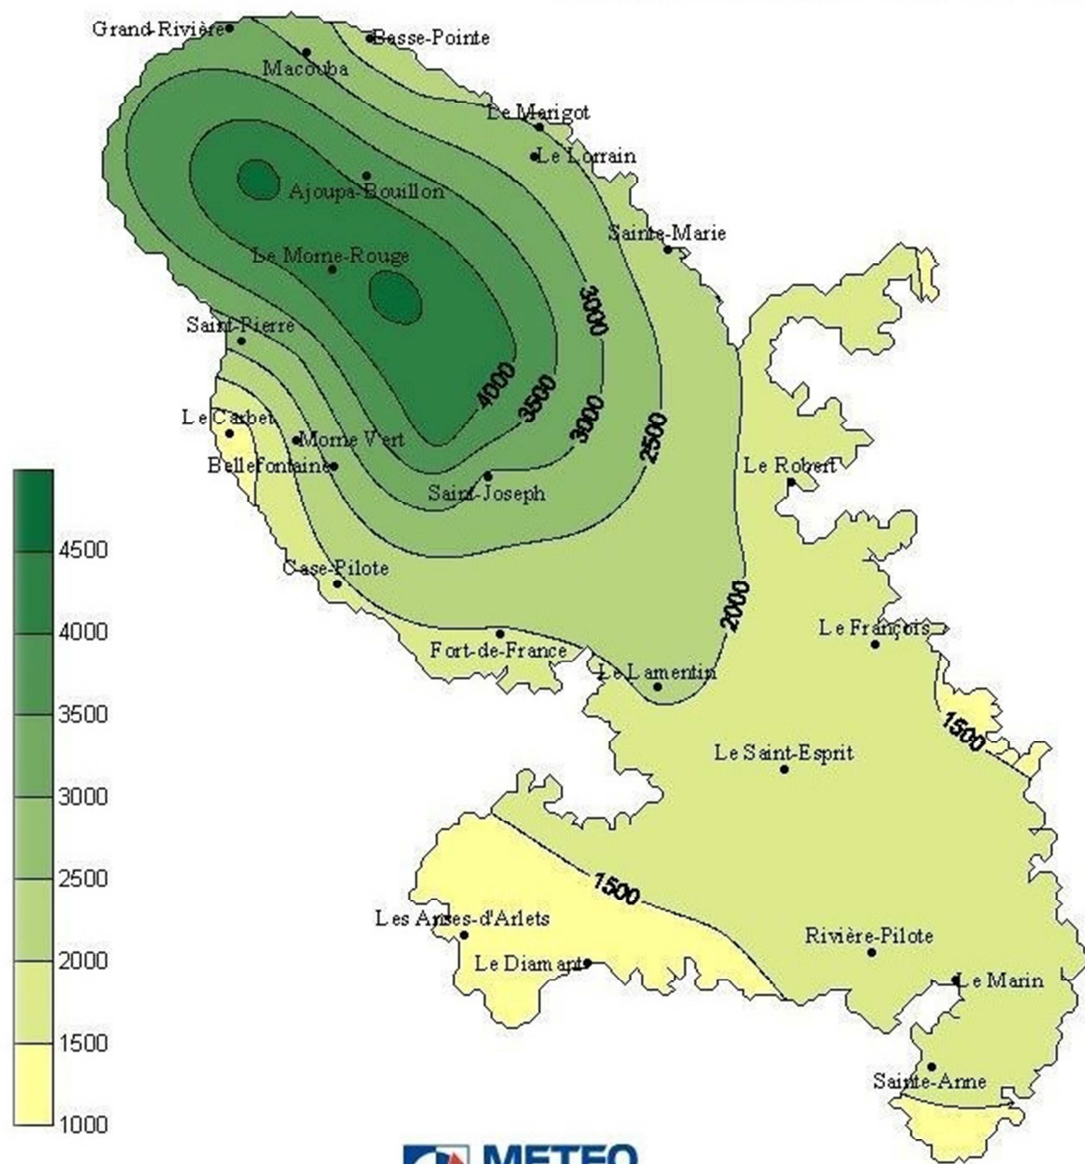 Grand-Rivière
Basse-Pointe
Macouba
Le Marigot
Le Lorrain
Ajoupa-Bouillon
Sainte-Marie
Le Morne-Rouge
3000
Saint-Pierre
4000
3500
3000
2500
Le Carbet
Morne Vert
Bellefontaine
Saint-Joseph
Le Robert
4500
Case-Pilote
2000
4000
Le François
Fort-de-France
Le Lamentin
3500
1500
Le Saint-Esprit
3000
2500
1500
Les Anses-d'Arlets
Rivière-Pilote
2000
Le Diamant
Le Marin
1500
Sainte-Anne
1000
METEO